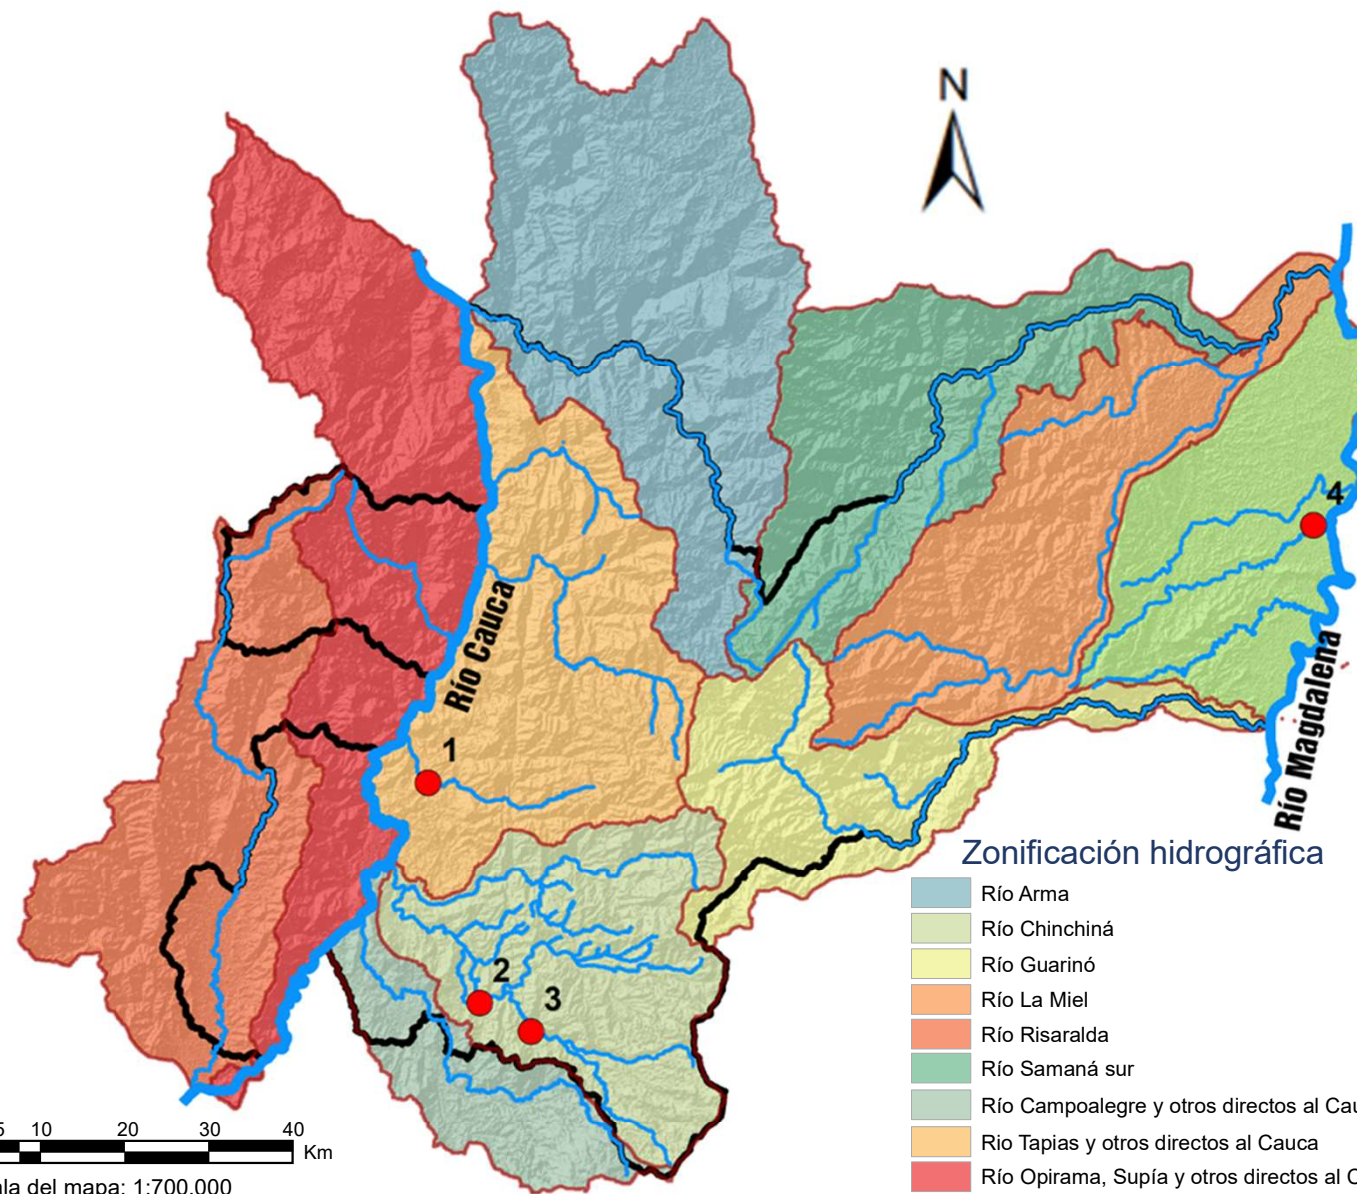 N
4
Río Cauca
Río Magdalena
1
2
3
Zonificación hidrográfica
Río Arma
Río Chinchiná
Río Guarinó
Río La Miel
Río Risaralda
Río Samaná sur
Río Campoalegre y otros directos al Cau
Rio Tapias y otros directos al Cauca
Río Opirama, Supía y otros directos al C
5 10 20 30 40
Km
ala del mapa: 1:700.000